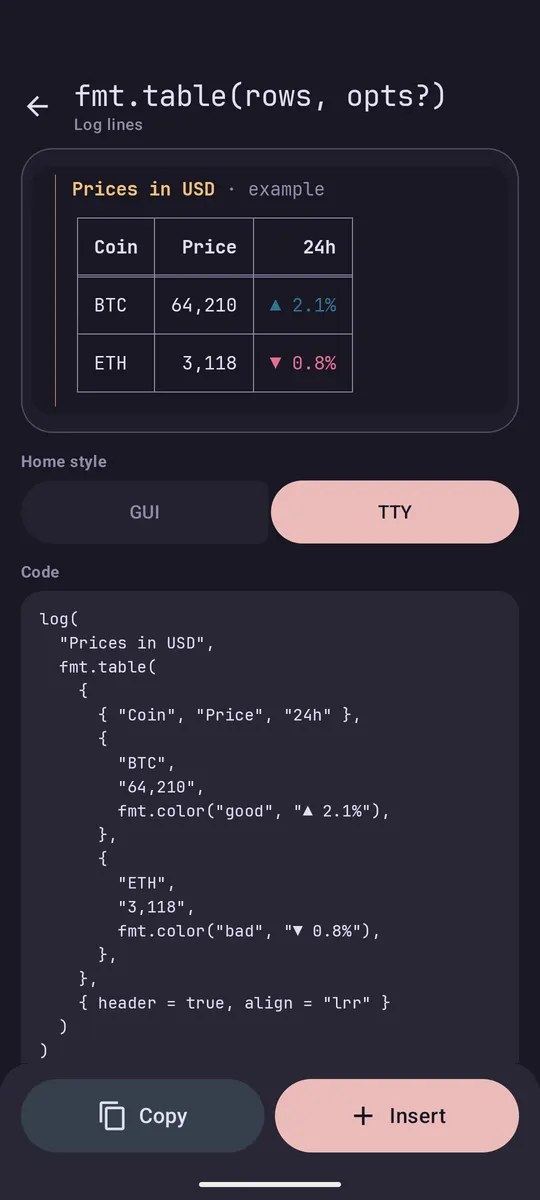 fmt.table(rows, opts?)
Log lines
Prices in USD · example
Coin Price 24h
BTC 64,210 ▲ 2.1%
ETH 3,118 ▼ 0.8%
Home style
GUI TTY
Code
log(
  "Prices in USD",
  fmt.table(
    {
      { "Coin", "Price", "24h" },
      {
        "BTC",
        "64,210",
        fmt.color("good", "▲ 2.1%"),
      },
      {
        "ETH",
        "3,118",
        fmt.color("bad", "▼ 0.8%"),
      },
    },
    { header = true, align = "lrr" }
  )
)
Copy Insert